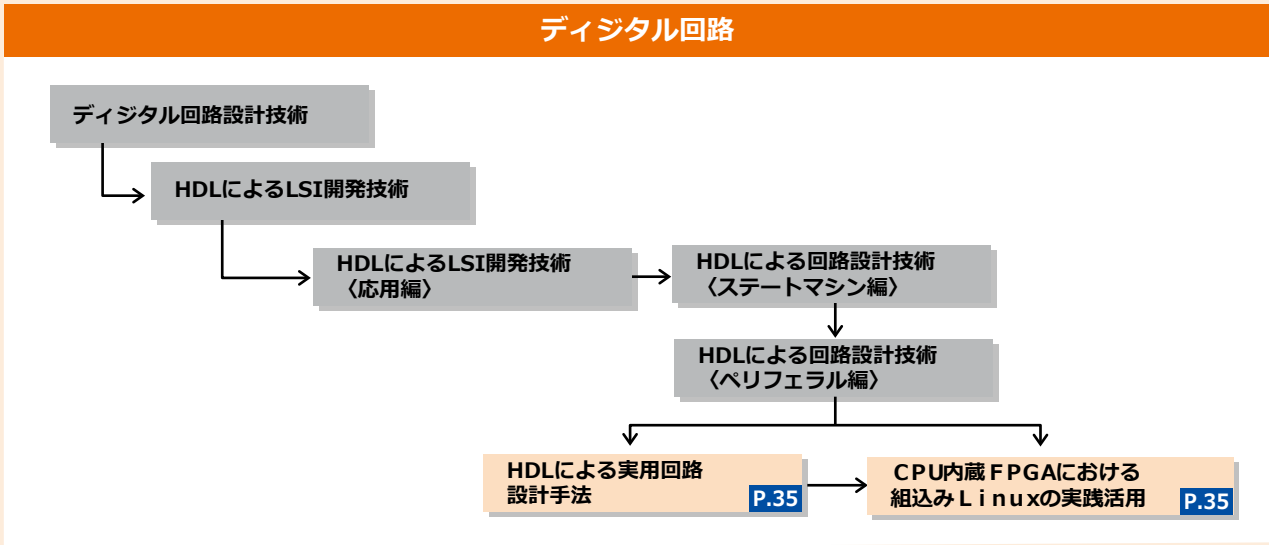 ディジタル回路
ディジタル回路設計技術
HDLによるLSI開発技術
HDLによるLSI開発技術
〈応用編〉
HDLによる回路設計技術
〈ステートマシン編〉
HDLによる回路設計技術
〈ペリフェラル編〉
HDLによる実用回路
設計手法
P.35
CPU内蔵FPGAにおける
組込みLinuxの実践活用
P.35